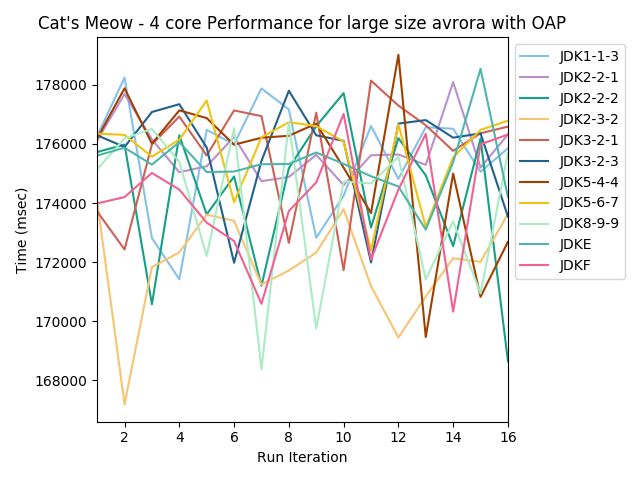 Cat's Meow - 4 core Performance for large size avrora with OAP
Time (msec)
178000
176000
174000
172000
170000
168000
2
4
6
8
10
12
14
16
Run Iteration
JDK1-1-3
JDK2-2-1
JDK2-2-2
JDK2-3-2
JDK3-2-1
JDK3-2-3
JDK5-4-4
JDK5-6-7
JDK8-9-9
JDKE
JDKF